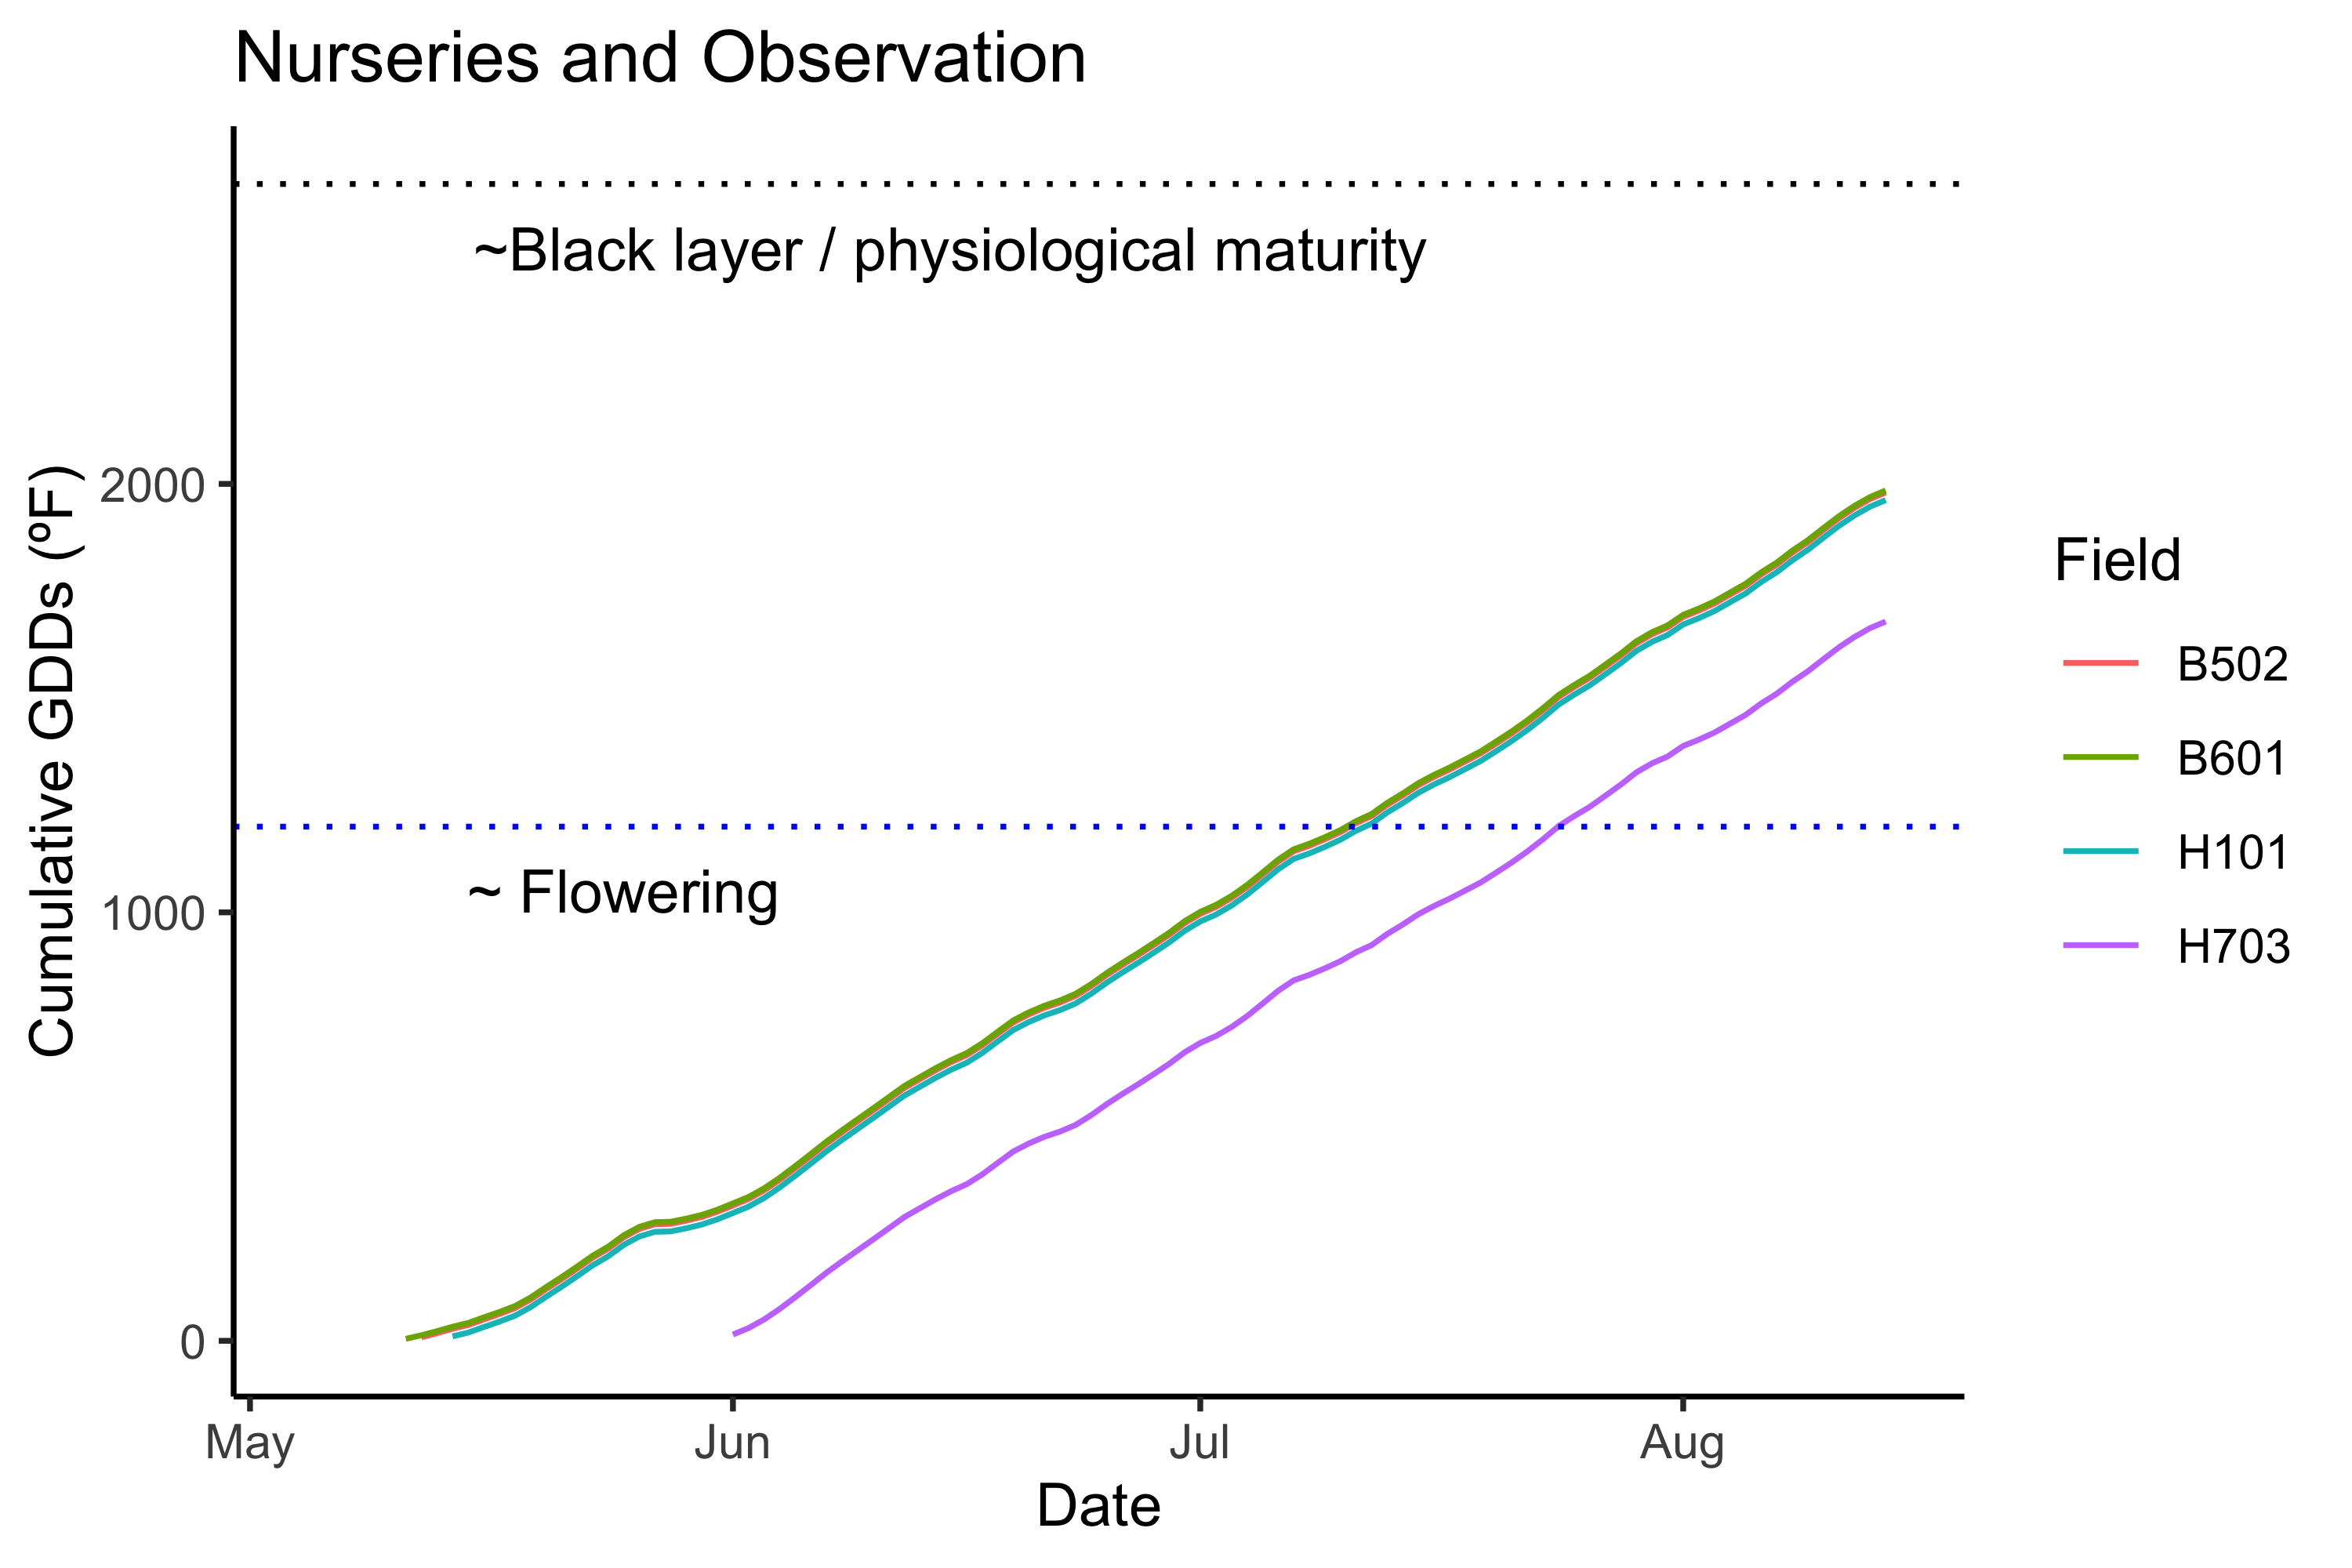 Nurseries and Observation
~Black layer / physiological maturity
~ Flowering
Cumulative GDDs (ºF)
2000
1000
0
May
Jun
Jul
Aug
Date
Field
B502
B601
H101
H703